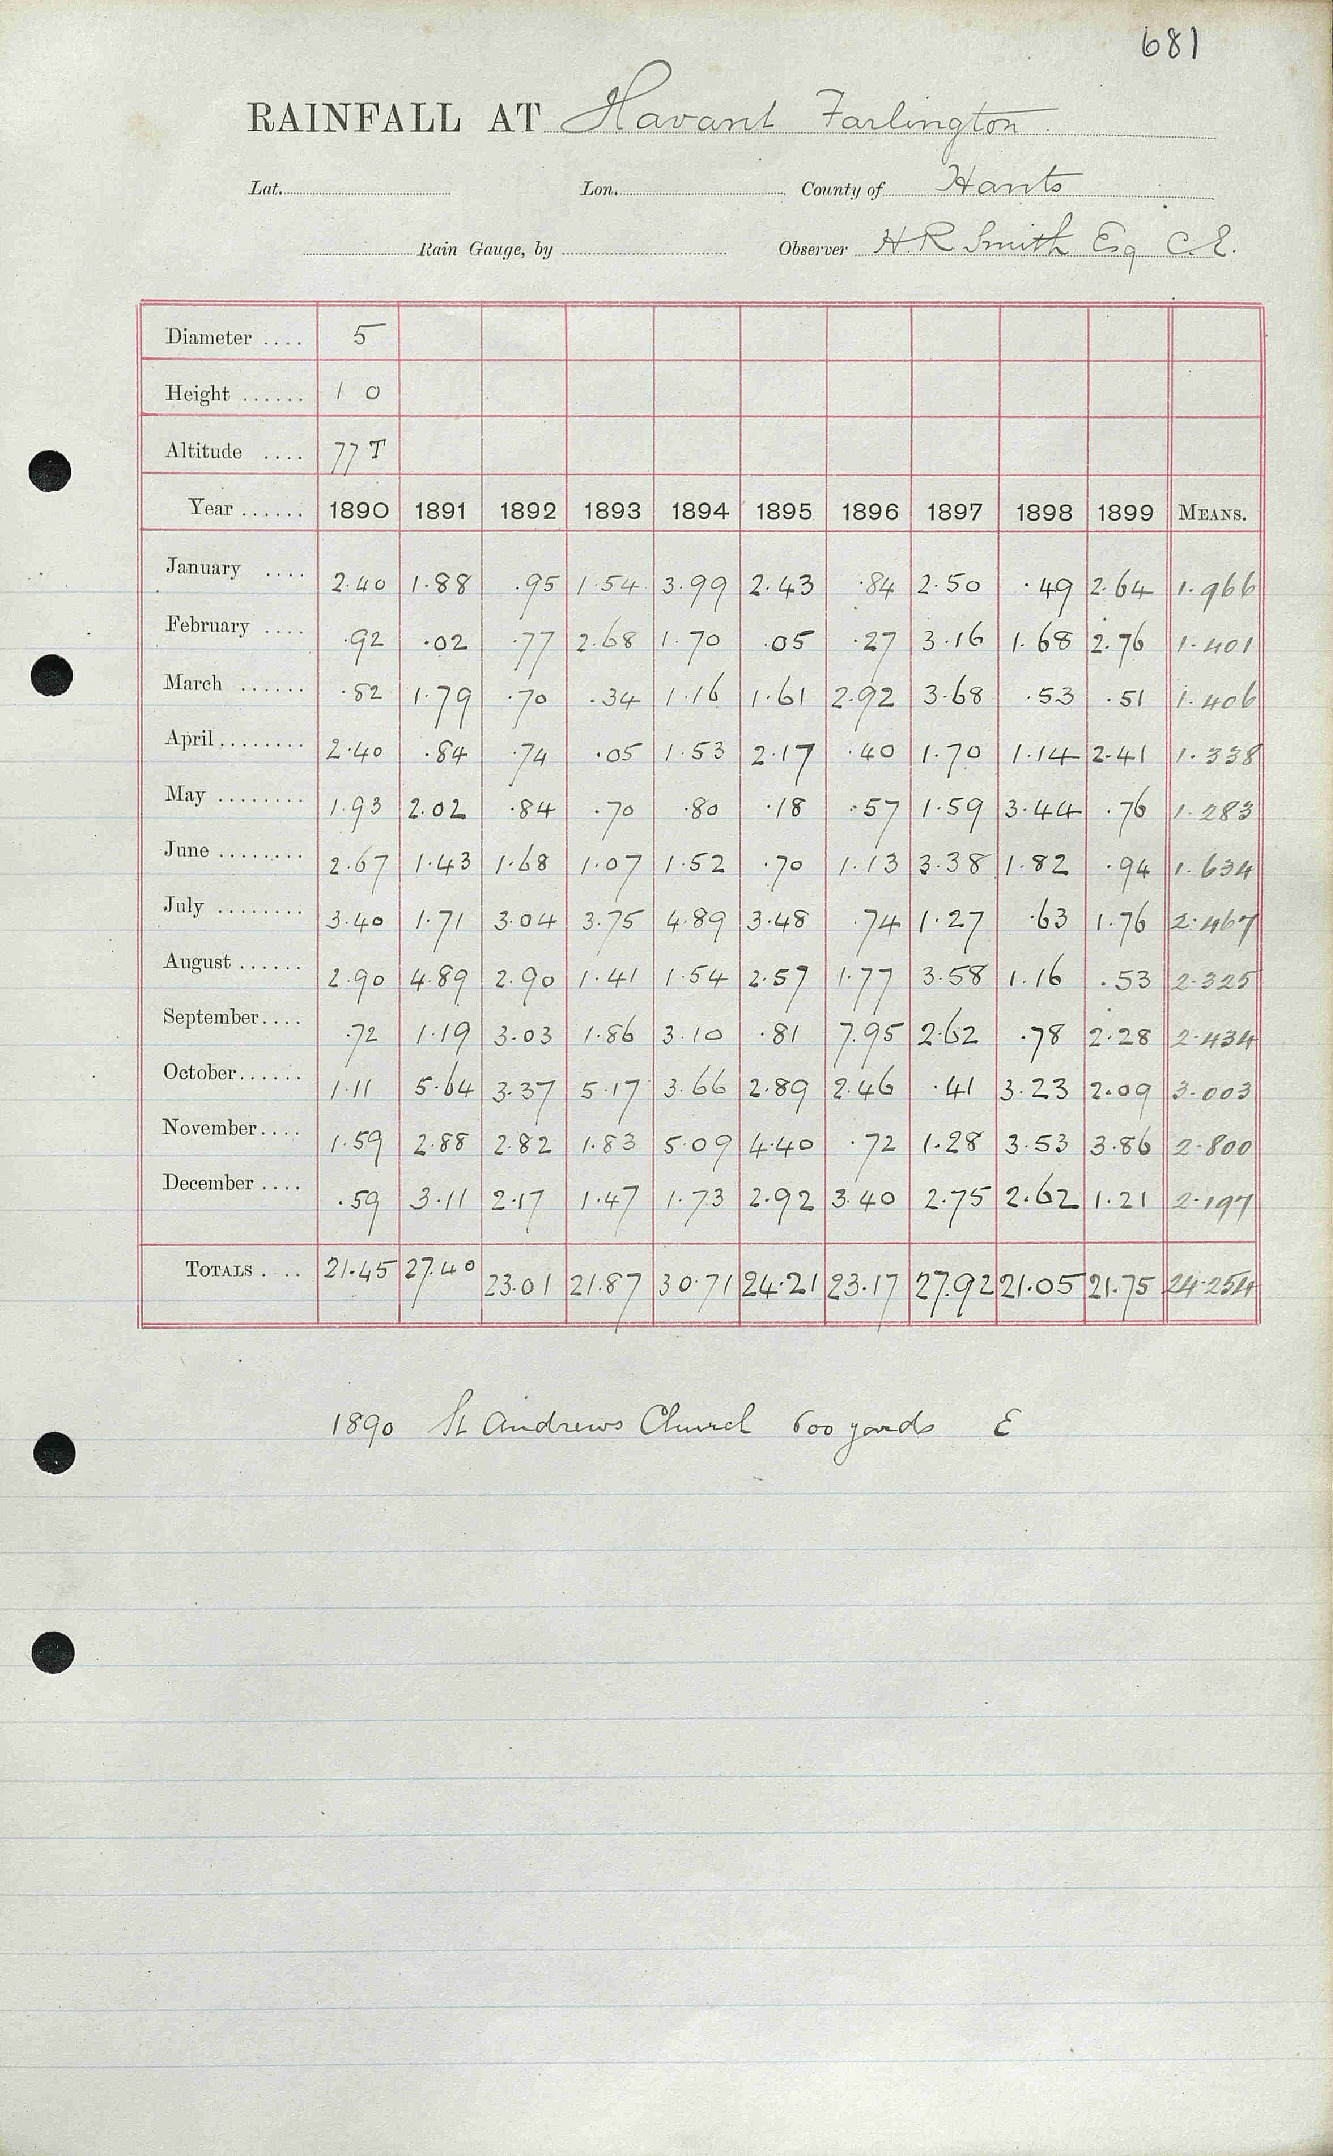 681
RAINFALL AT Havant Farlington
Lat. Lon. County of Hants
Rain Gauge, by Observer H.R Smith Esq C.E.
Diameter .... 5
Height ...... 1 0
Altitude .... 77 T
Year ...... 1890 1891 1892 1893 1894 1895 1896 1897 1898 1899 MEANS.
January .... 2.40 1.88 .95 1.54 3.99 2.43 .84 2.50 .49 2.64 1.966
February .... .92 .02 .77 2.68 1.70 .05 .27 3.16 1.68 2.76 1.401
March ...... .82 1.79 .70 .34 1.16 1.61 2.92 3.68 .53 .51 1.406
April ........ 2.40 .84 .74 .05 1.53 2.17 .40 1.70 1.14 2.41 1.338
May ........ 1.93 2.02 .84 .70 .80 .18 .57 1.59 3.44 .76 1.283
June ........ 2.67 1.43 1.68 1.07 1.52 .70 1.13 3.38 1.82 .94 1.634
July ........ 3.40 1.71 3.04 3.75 4.89 3.48 .74 1.27 .63 1.76 2.467
August ...... 2.90 4.89 2.90 1.41 1.54 2.57 1.77 3.58 1.16 .53 2.325
September .... .72 1.19 3.03 1.86 3.10 .81 7.95 2.62 .78 2.28 2.434
October ...... 1.11 5.64 3.37 5.17 3.66 2.89 2.46 .41 3.23 2.09 3.003
November .... 1.59 2.88 2.82 1.83 5.09 4.40 .72 1.28 3.53 3.86 2.800
December .... .59 3.11 2.17 1.47 1.73 2.92 3.40 2.75 2.62 1.21 2.197
TOTALS .... 21.45 27.40 23.01 21.87 30.71 24.21 23.17 27.92 21.05 21.75 24.254
1890 St Andrews Church 600 yards E